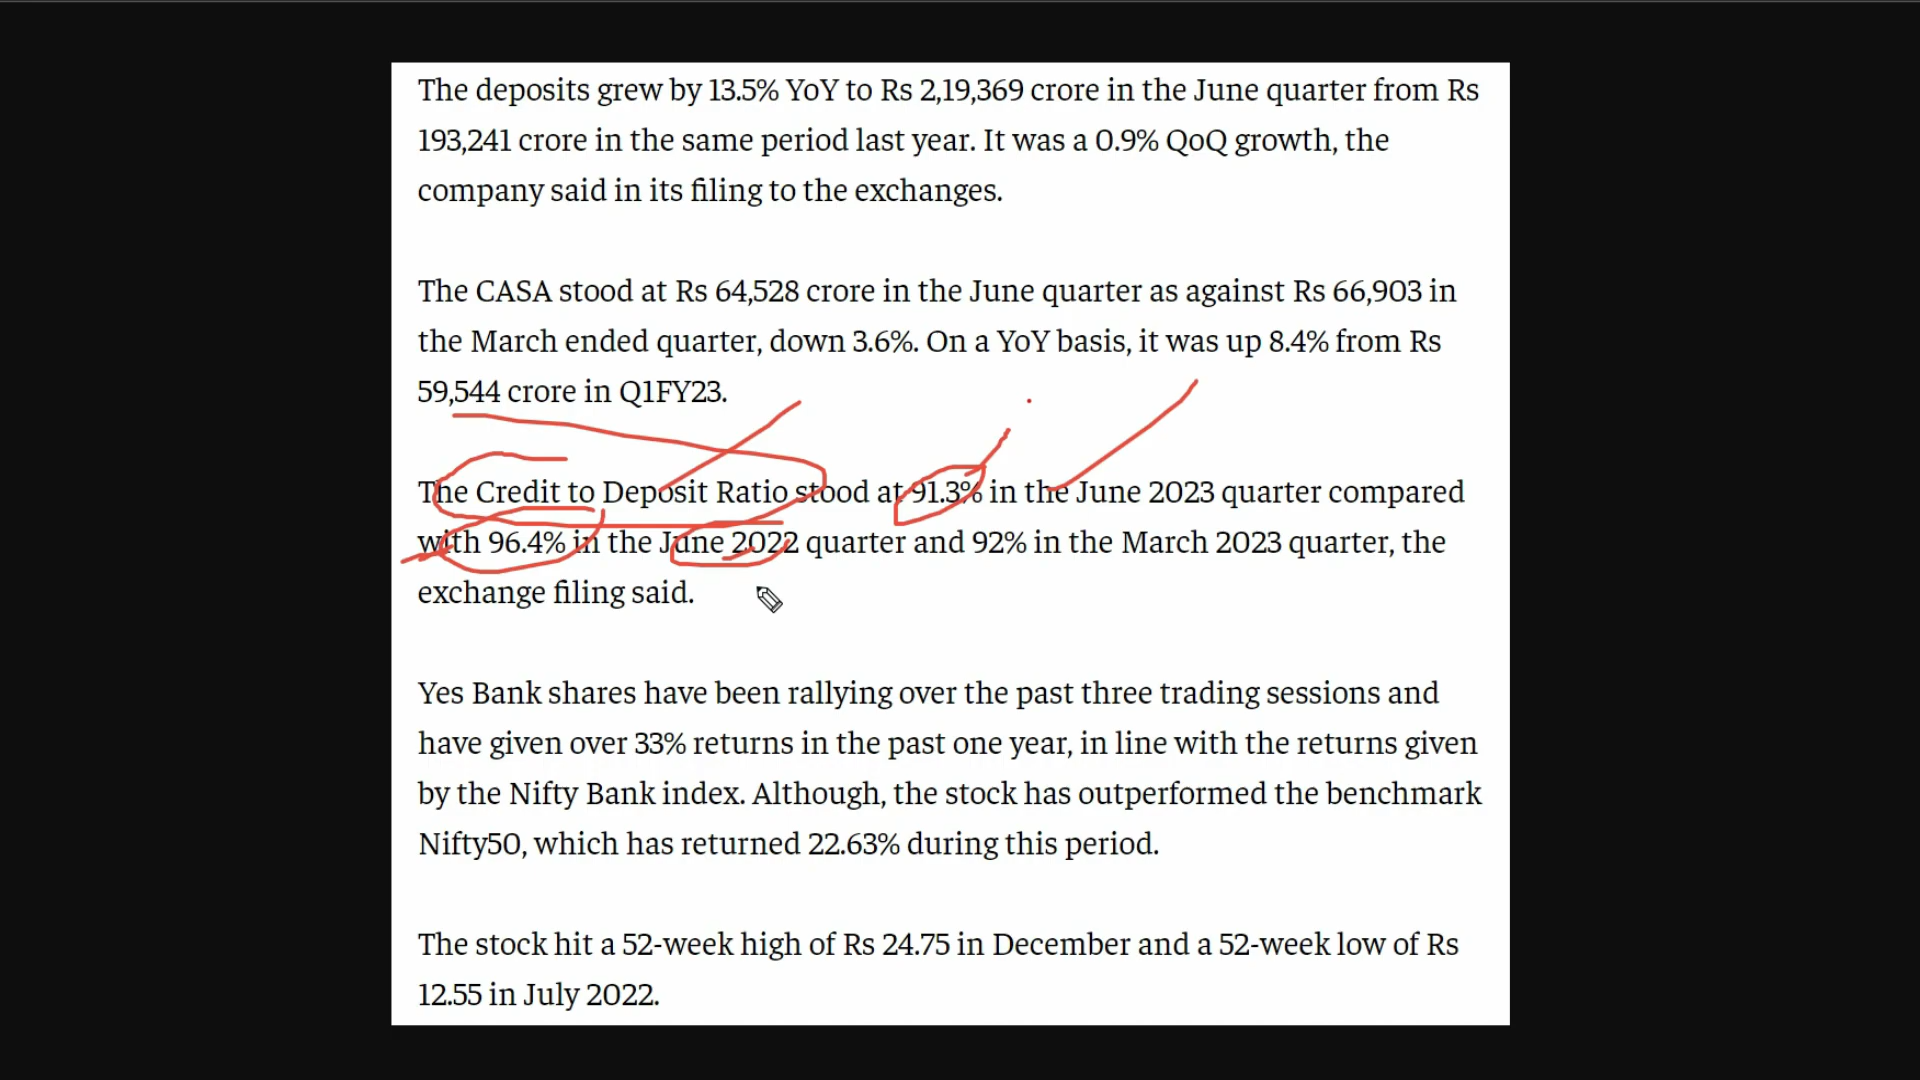 The deposits grew by 13.5% YoY to Rs 2,19,369 crore in the June quarter from Rs
193,241 crore in the same period last year. It was a 0.9% QoQ growth, the
company said in its filing to the exchanges.
The CASA stood at Rs 64,528 crore in the June quarter as against Rs 66,903 in
the March ended quarter, down 3.6%. On a YoY basis, it was up 8.4% from Rs
59,544 crore in Q1FY23.
The Credit to Deposit Ratio stood at 91.3% in the June 2023 quarter compared
with 96.4% in the June 2022 quarter and 92% in the March 2023 quarter, the
exchange filing said.
Yes Bank shares have been rallying over the past three trading sessions and
have given over 33% returns in the past one year, in line with the returns given
by the Nifty Bank index. Although, the stock has outperformed the benchmark
Nifty50, which has returned 22.63% during this period.
The stock hit a 52-week high of Rs 24.75 in December and a 52-week low of Rs
12.55 in July 2022.